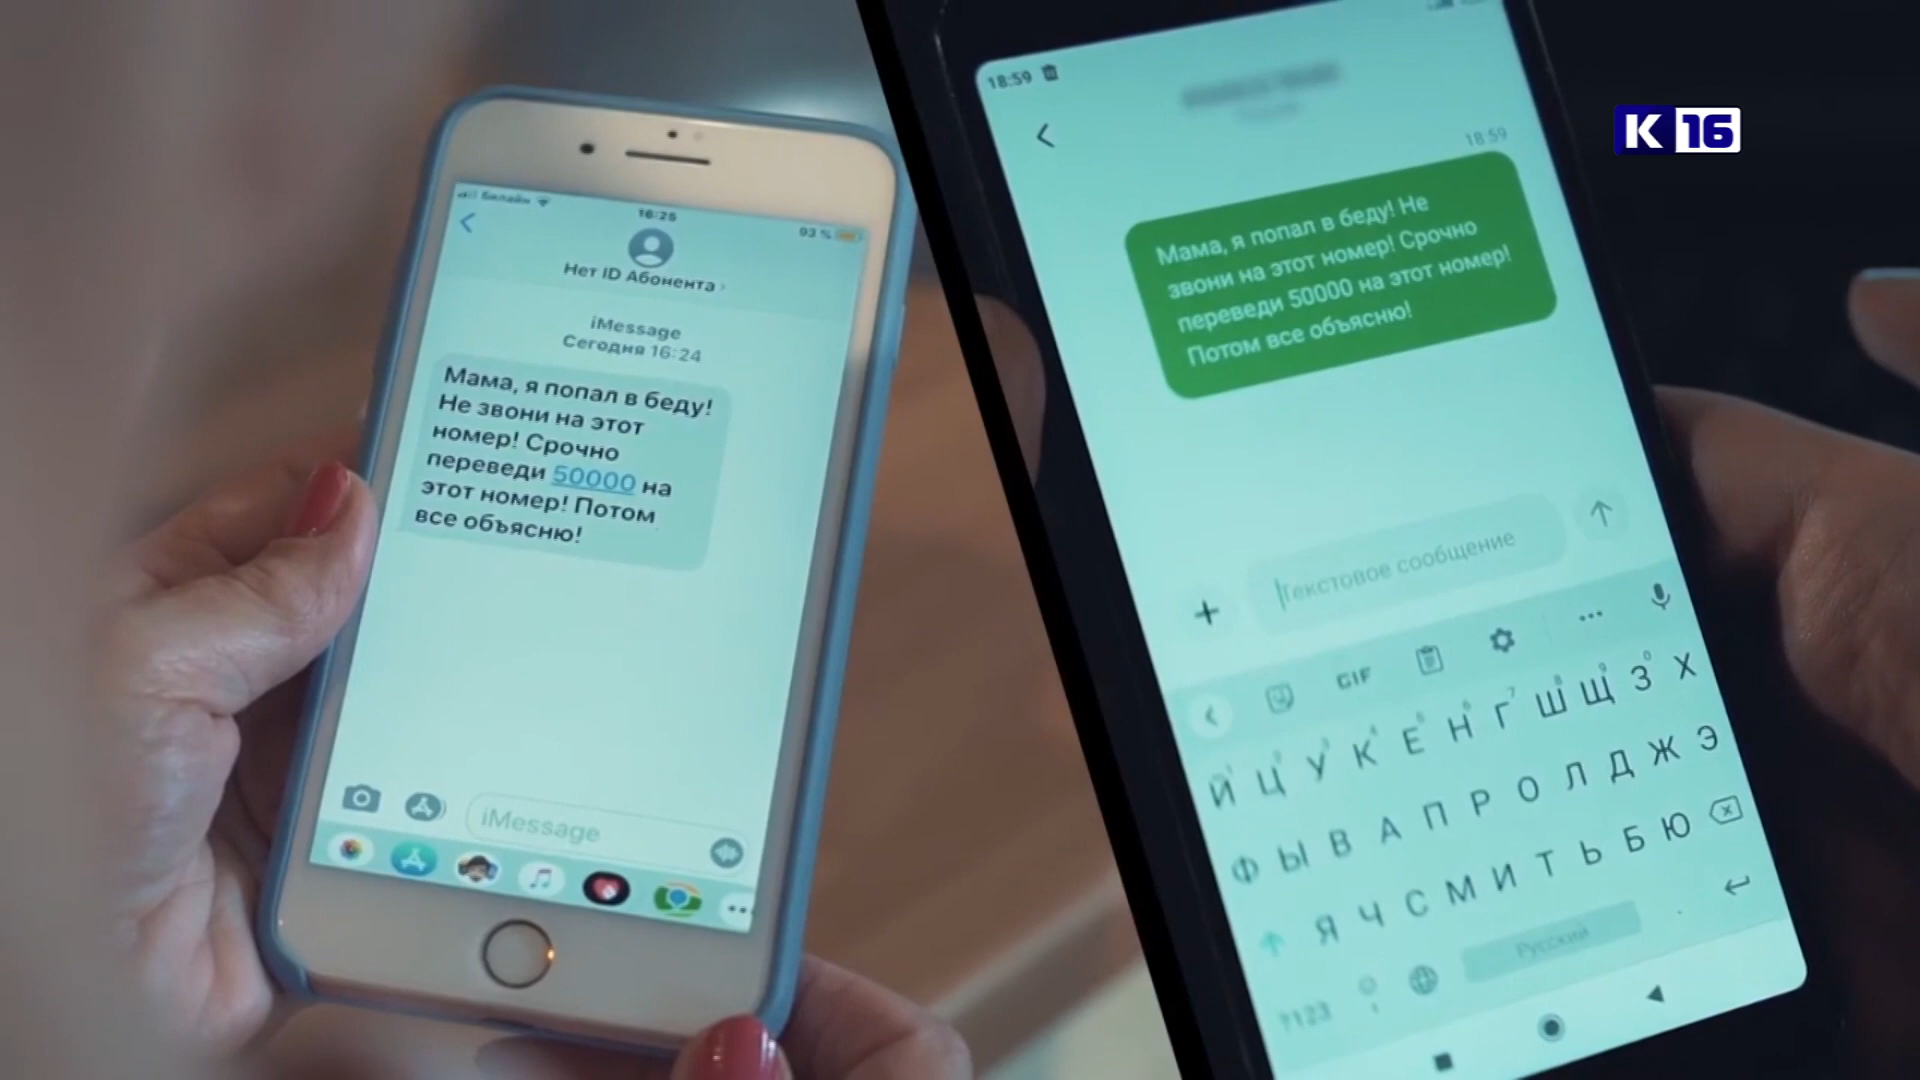 Билайн
16:25
93 %
Нет ID Абонента
iMessage
Сегодня 16:24
Мама, я попал в беду!
Не звони на этот
номер! Срочно
переведи 50000 на
этот номер! Потом
все объясню!
iMessage
18:59
18:59
Мама, я попал в беду! Не
звони на этот номер! Срочно
переведи 50000 на этот номер!
Потом все объясню!
Текстовое сообщение
GIF
Й Ц У К Е Н Г Ш Щ З Х
Ф Ы В А П Р О Л Д Ж Э
Я Ч С М И Т Ь Б Ю
?123
Русский
K 16